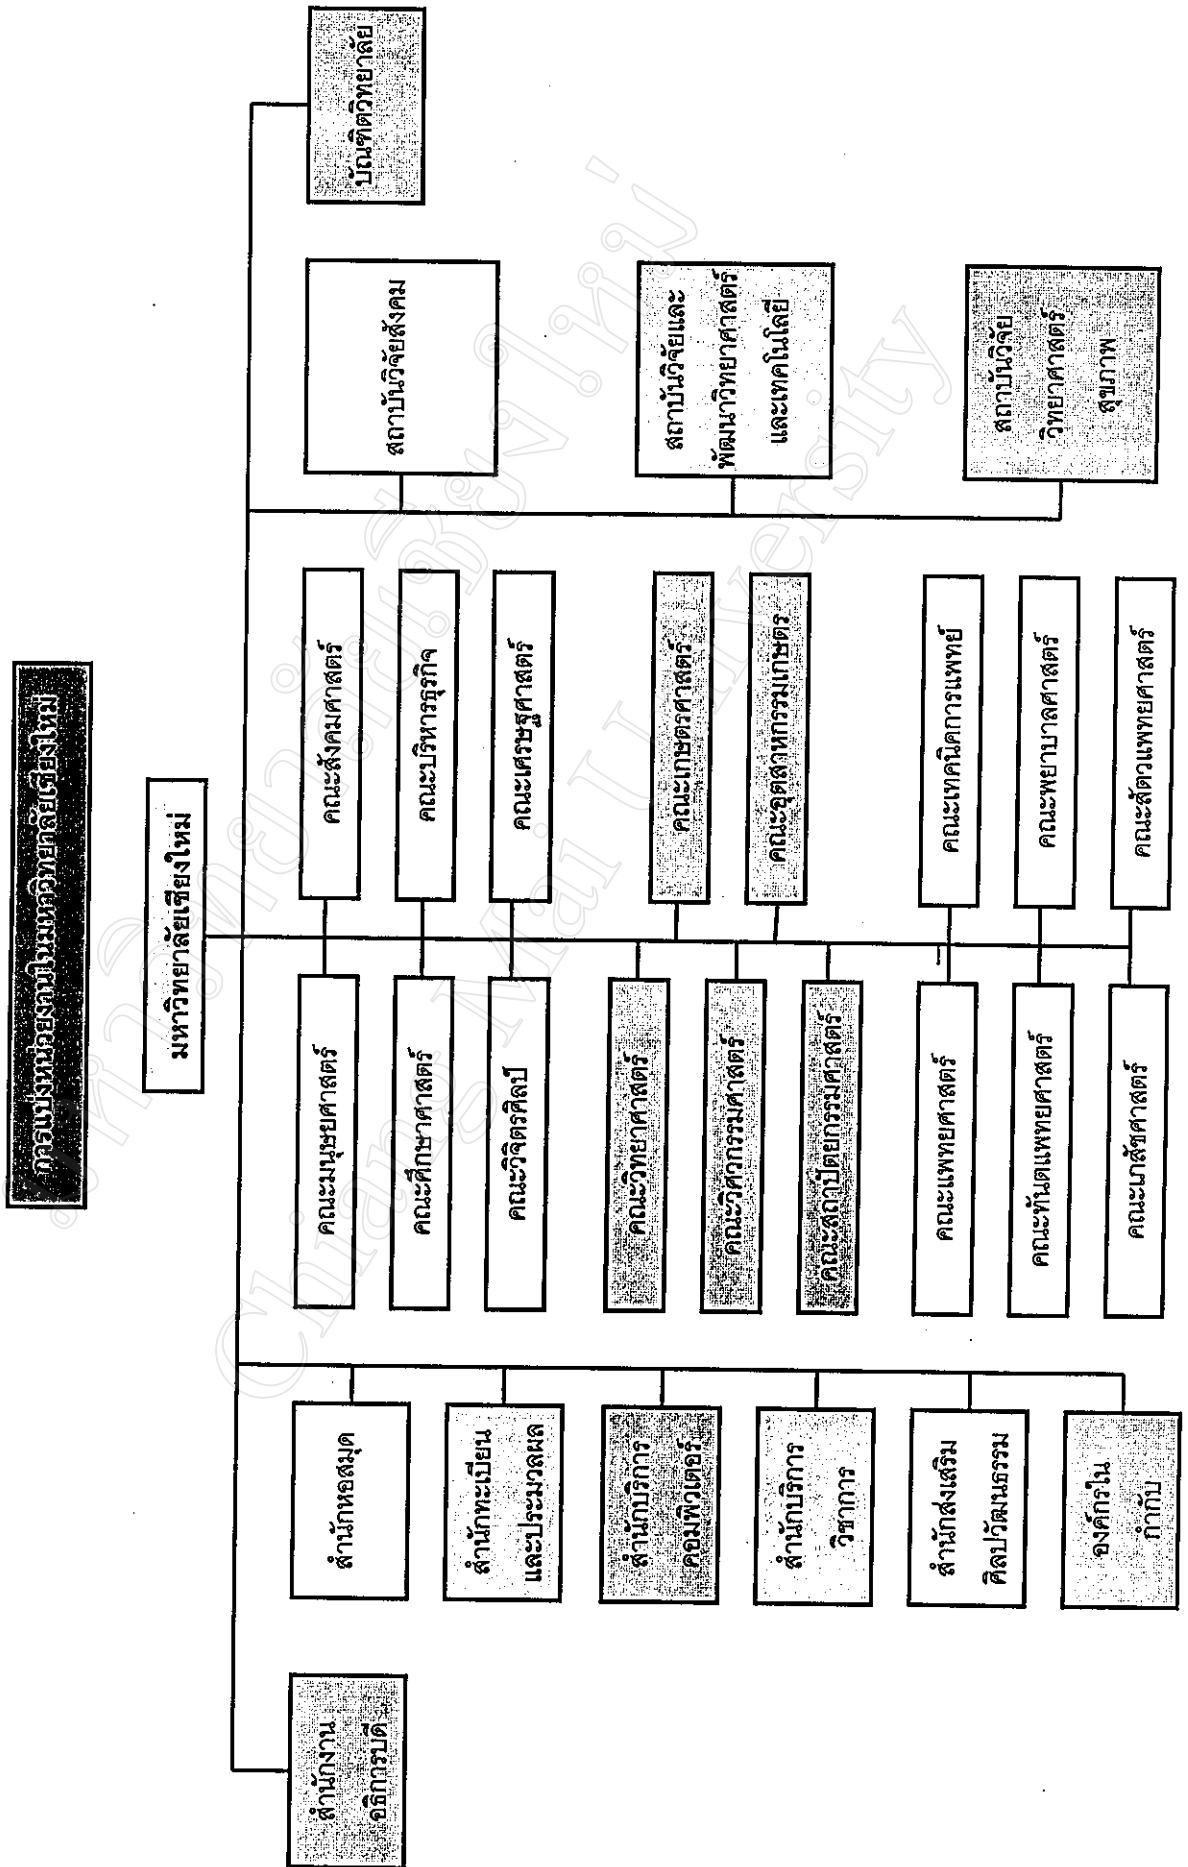 การแบ่งหน่วยงานในมหาวิทยาลัยเชียงใหม่
มหาวิทยาลัยเชียงใหม่
สำนักงาน
อธิการบดี
สำนักหอสมุด
สำนักทะเบียน
และประมวลผล
สำนักบริการ
คอมพิวเตอร์
สำนักบริการ
วิชาการ
สำนักส่งเสริม
ศิลปวัฒนธรรม
องค์กรใน
กำกับ
คณะมนุษยศาสตร์
คณะศึกษาศาสตร์
คณะวิจิตรศิลป์
คณะวิทยาศาสตร์
คณะวิศวกรรมศาสตร์
คณะสถาปัตยกรรมศาสตร์
คณะแพทยศาสตร์
คณะทันตแพทยศาสตร์
คณะเภสัชศาสตร์
คณะสังคมศาสตร์
คณะบริหารธุรกิจ
คณะเศรษฐศาสตร์
คณะเกษตรศาสตร์
คณะอุตสาหกรรมเกษตร
คณะเทคนิคการแพทย์
คณะพยาบาลศาสตร์
คณะสัตวแพทยศาสตร์
สถาบันวิจัยสังคม
สถาบันวิจัยและ
พัฒนาวิทยาศาสตร์
และเทคโนโลยี
สถาบันวิจัย
วิทยาศาสตร์
สุขภาพ
บัณฑิตวิทยาลัย
มหาวิทยาลัยเชียงใหม่
Chiang Mai University